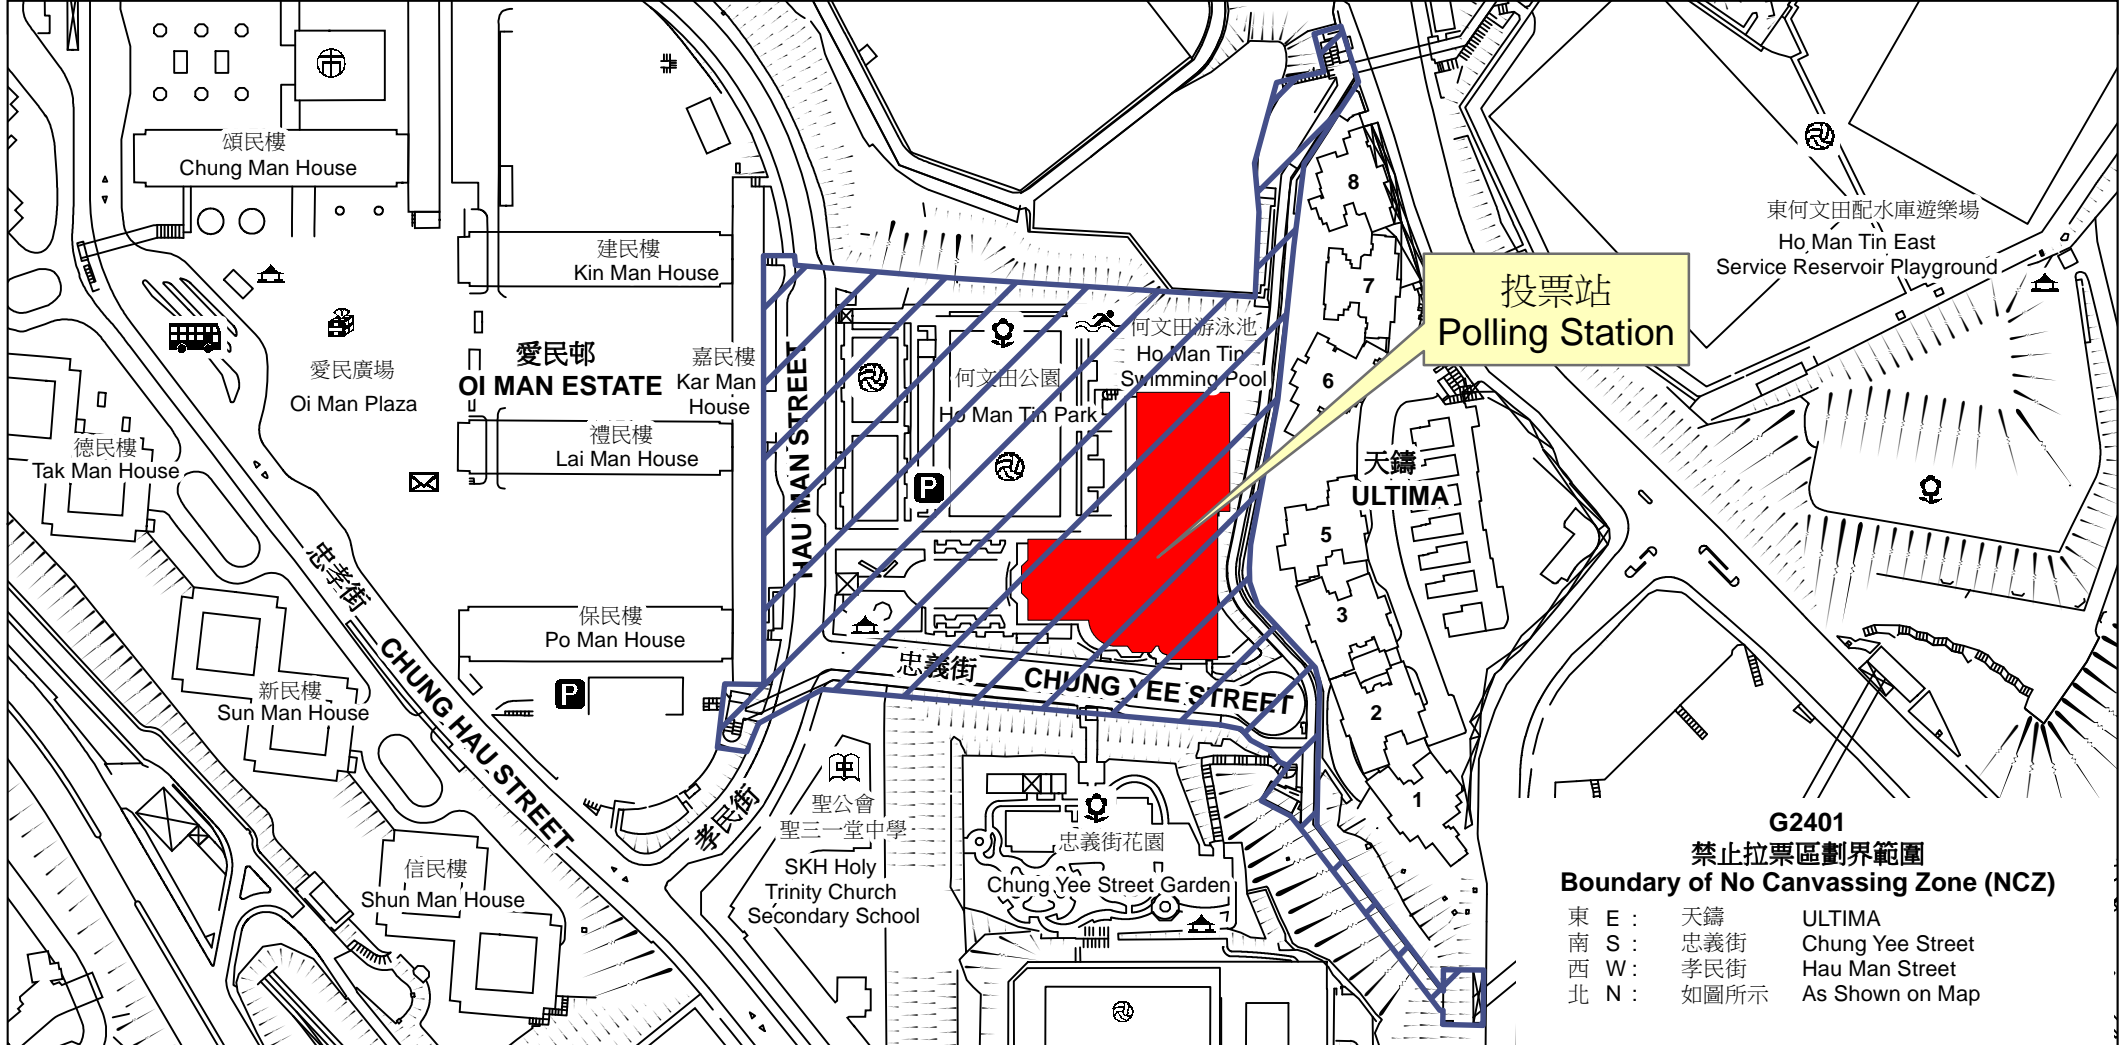 頌民樓
Chung Man House
建民樓
Kin Man House
愛民邨
OI MAN ESTATE
嘉民樓
Kar Man
House
愛民廣場
Oi Man Plaza
禮民樓
Lai Man House
德民樓
Tak Man House
保民樓
Po Man House
P
新民樓
Sun Man House
信民樓
Shun Man House
忠孝街
CHUNG HAU STREET
孝民街
HAU MAN STREET
何文田公園
Ho Man Tin Park
P
何文田游泳池
Ho Man Tin
Swimming Pool
忠義街
CHUNG YEE STREET
聖公會
聖三一堂中學
SKH Holy
Trinity Church
Secondary School
忠義街花園
Chung Yee Street Garden
8
7
6
5
3
2
1
天鑄
ULTIMA
投票站
Polling Station
東何文田配水庫遊樂場
Ho Man Tin East
Service Reservoir Playground
G2401
禁止拉票區劃界範圍
Boundary of No Canvassing Zone (NCZ)
東 E : 天鑄 ULTIMA
南 S : 忠義街 Chung Yee Street
西 W : 孝民街 Hau Man Street
北 N : 如圖所示 As Shown on Map